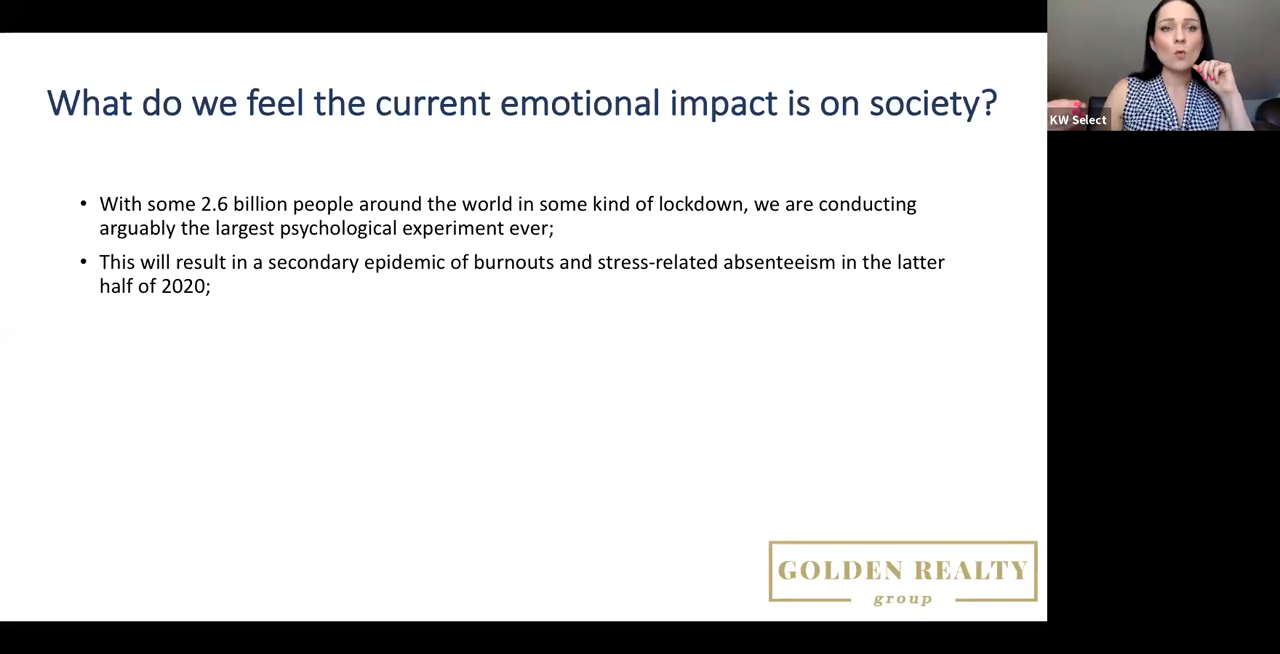 What do we feel the current emotional impact is on society?
KW Select
• With some 2.6 billion people around the world in some kind of lockdown, we are conducting
arguably the largest psychological experiment ever;
• This will result in a secondary epidemic of burnouts and stress-related absenteeism in the latter
half of 2020;
GOLDEN REALTY
group